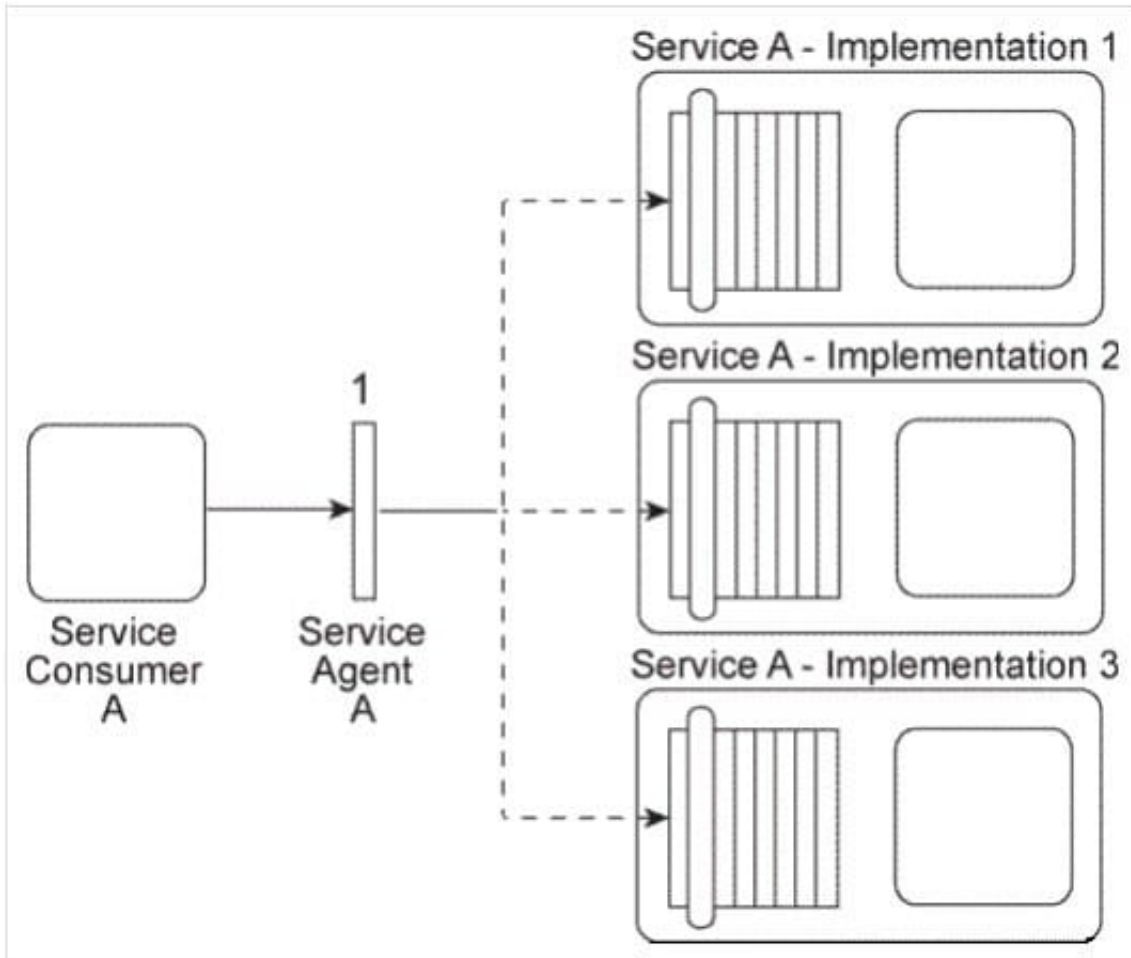 Service A - Implementation 1
Service A - Implementation 2
1
Service
Consumer
A
Service
Agent
A
Service A - Implementation 3